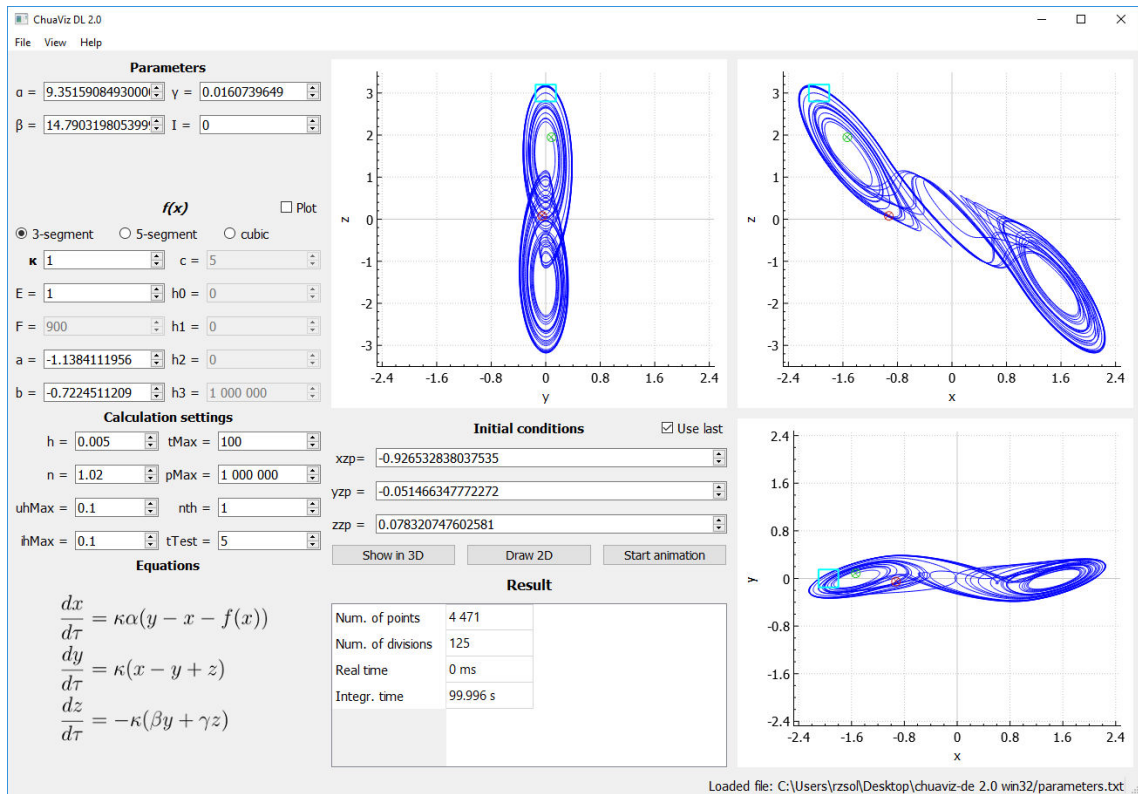 ChuaViz DL 2.0
File View Help
Parameters
α = 9.3515908493000 γ = 0.0160739649
β = 14.790319805399 I = 0
f(x) Plot
3-segment 5-segment cubic
κ 1 c = 5
E = 1 h0 = 0
F = 900 h1 = 0
a = -1.1384111956 h2 = 0
b = -0.7224511209 h3 = 1 000 000
Calculation settings
h = 0.005 tMax = 100
n = 1.02 pMax = 1 000 000
uhMax = 0.1 nth = 1
ihMax = 0.1 tTest = 5
Equations
dx/dτ = κα(y − x − f(x))
dy/dτ = κ(x − y + z)
dz/dτ = −κ(βy + γz)
3
2
1
0
-1
-2
-3
z
-2.4 -1.6 -0.8 0 0.8 1.6 2.4
y
3
2
1
0
-1
-2
-3
z
-2.4 -1.6 -0.8 0 0.8 1.6 2.4
x
Initial conditions Use last
xzp= -0.926532838037535
yzp = -0.051466347772272
zzp = 0.078320747602581
Show in 3D Draw 2D Start animation
Result
Num. of points 4 471
Num. of divisions 125
Real time 0 ms
Integr. time 99.996 s
2.4
1.6
0.8
0
-0.8
-1.6
-2.4
y
-2.4 -1.6 -0.8 0 0.8 1.6 2.4
x
Loaded file: C:\Users\rzsol\Desktop\chuaviz-de 2.0 win32/parameters.txt